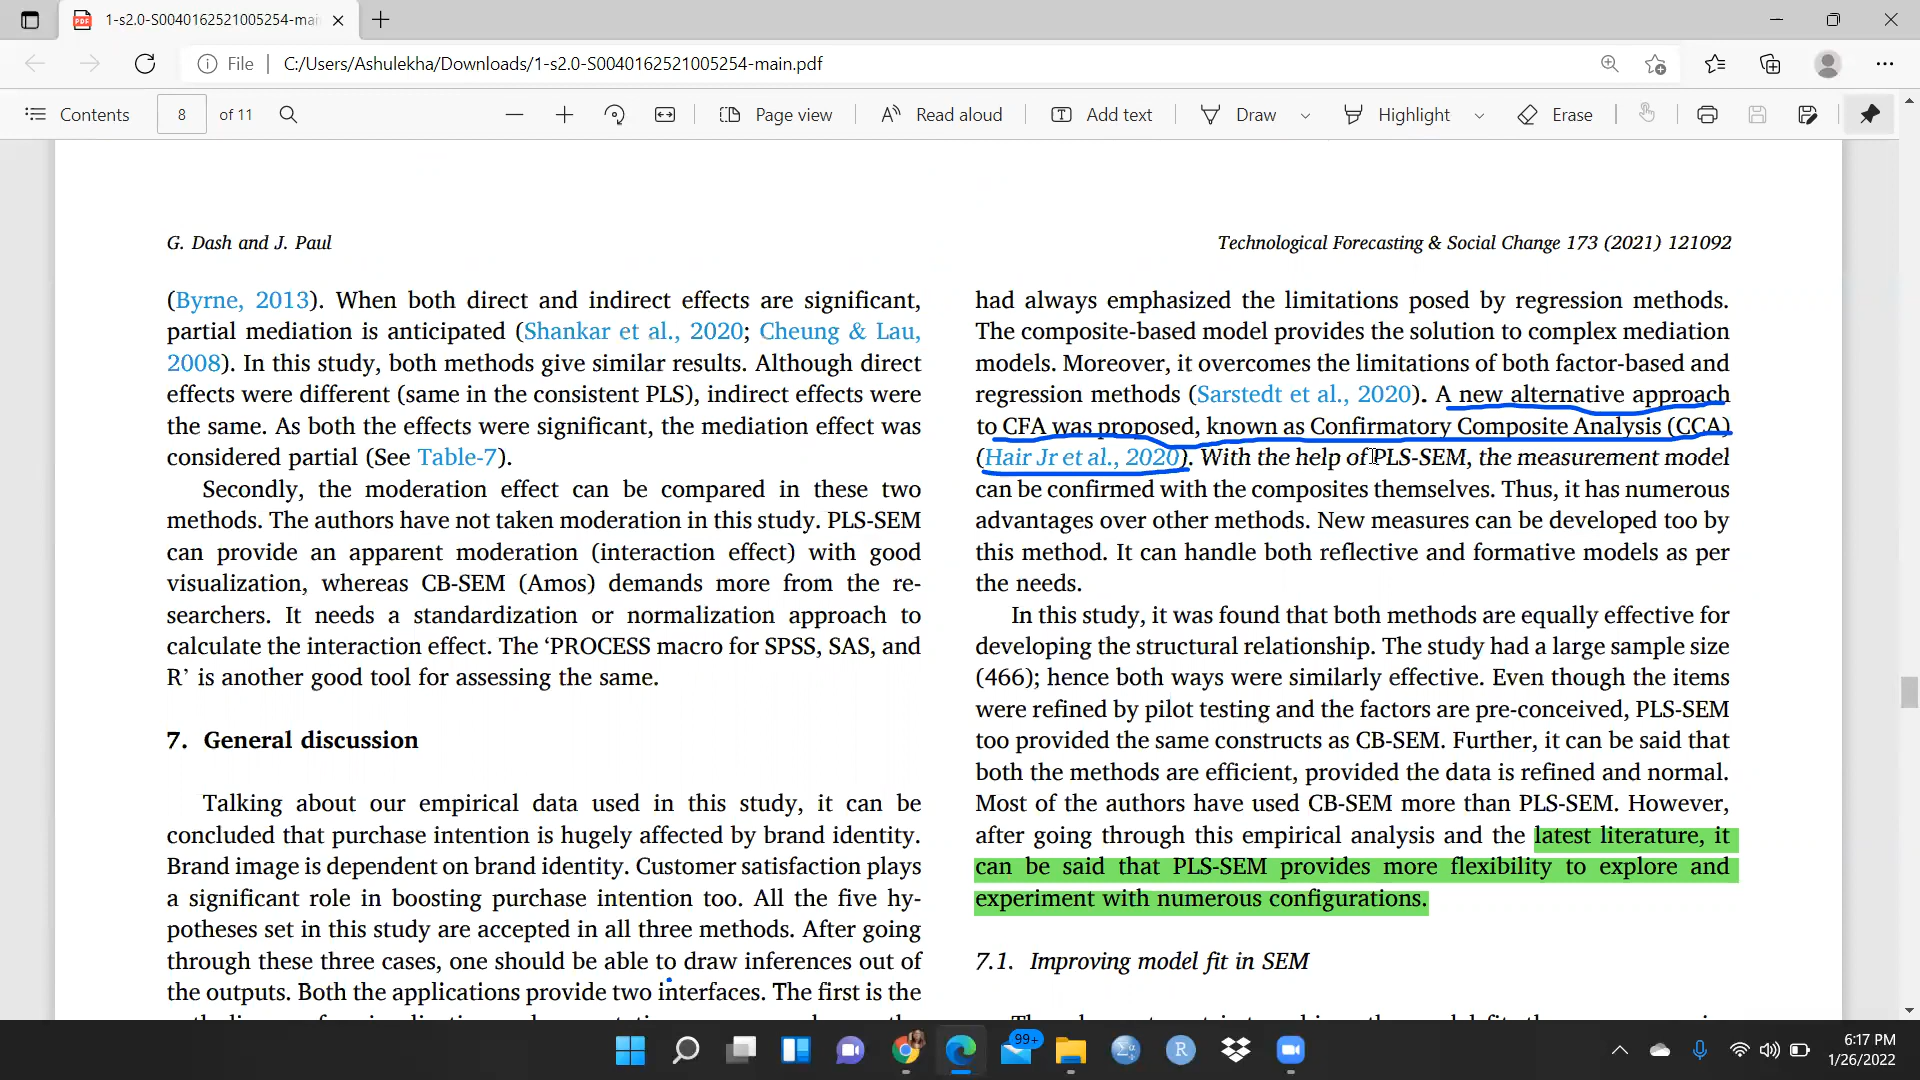 1-s2.0-S0040162521005254-mai
File
C:/Users/Ashulekha/Downloads/1-s2.0-S0040162521005254-main.pdf
Contents
8
of 11
Page view
Read aloud
Add text
Draw
Highlight
Erase
G. Dash and J. Paul
Technological Forecasting & Social Change 173 (2021) 121092
(Byrne, 2013). When both direct and indirect effects are significant,
partial mediation is anticipated (Shankar et al., 2020; Cheung & Lau,
2008). In this study, both methods give similar results. Although direct
effects were different (same in the consistent PLS), indirect effects were
the same. As both the effects were significant, the mediation effect was
considered partial (See Table-7).
Secondly, the moderation effect can be compared in these two
methods. The authors have not taken moderation in this study. PLS-SEM
can provide an apparent moderation (interaction effect) with good
visualization, whereas CB-SEM (Amos) demands more from the re-
searchers. It needs a standardization or normalization approach to
calculate the interaction effect. The ‘PROCESS macro for SPSS, SAS, and
R’ is another good tool for assessing the same.
7. General discussion
Talking about our empirical data used in this study, it can be
concluded that purchase intention is hugely affected by brand identity.
Brand image is dependent on brand identity. Customer satisfaction plays
a significant role in boosting purchase intention too. All the five hy-
potheses set in this study are accepted in all three methods. After going
through these three cases, one should be able to draw inferences out of
the outputs. Both the applications provide two interfaces. The first is the
had always emphasized the limitations posed by regression methods.
The composite-based model provides the solution to complex mediation
models. Moreover, it overcomes the limitations of both factor-based and
regression methods (Sarstedt et al., 2020). A new alternative approach
to CFA was proposed, known as Confirmatory Composite Analysis (CCA)
(Hair Jr et al., 2020). With the help of PLS-SEM, the measurement model
can be confirmed with the composites themselves. Thus, it has numerous
advantages over other methods. New measures can be developed too by
this method. It can handle both reflective and formative models as per
the needs.
In this study, it was found that both methods are equally effective for
developing the structural relationship. The study had a large sample size
(466); hence both ways were similarly effective. Even though the items
were refined by pilot testing and the factors are pre-conceived, PLS-SEM
too provided the same constructs as CB-SEM. Further, it can be said that
both the methods are efficient, provided the data is refined and normal.
Most of the authors have used CB-SEM more than PLS-SEM. However,
after going through this empirical analysis and the latest literature, it
can be said that PLS-SEM provides more flexibility to explore and
experiment with numerous configurations.
7.1. Improving model fit in SEM
99+
6:17 PM
1/26/2022